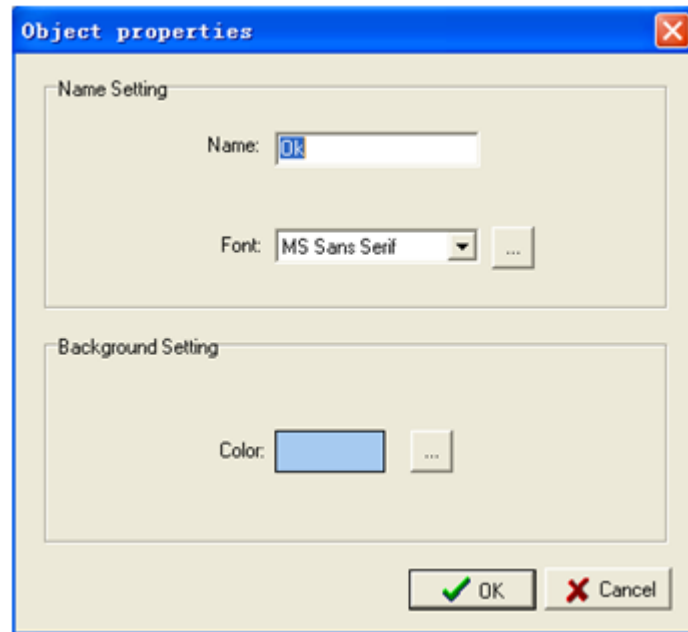 Object properties
Name Setting
Name: Ok
Font: MS Sans Serif ...
Background Setting
Color: ...
OK Cancel